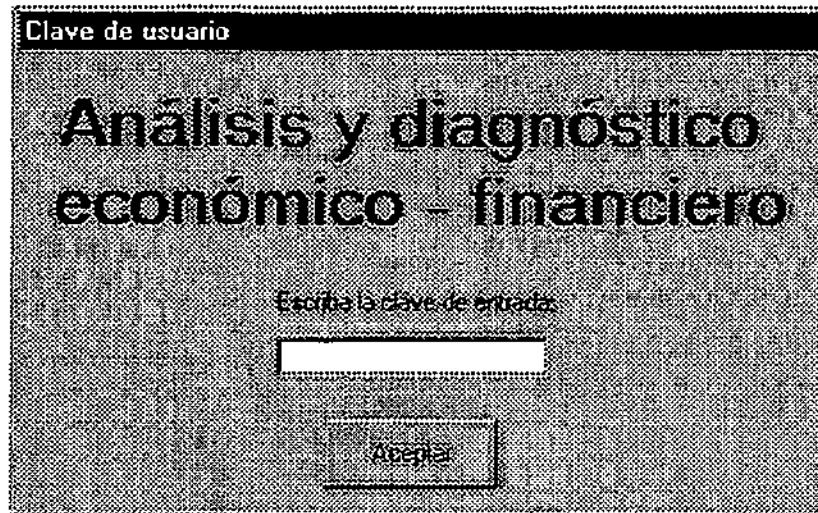 Clave de usuario
Análisis y diagnóstico
económico - financiero
Escriba la clave de entrada:
Aceptar